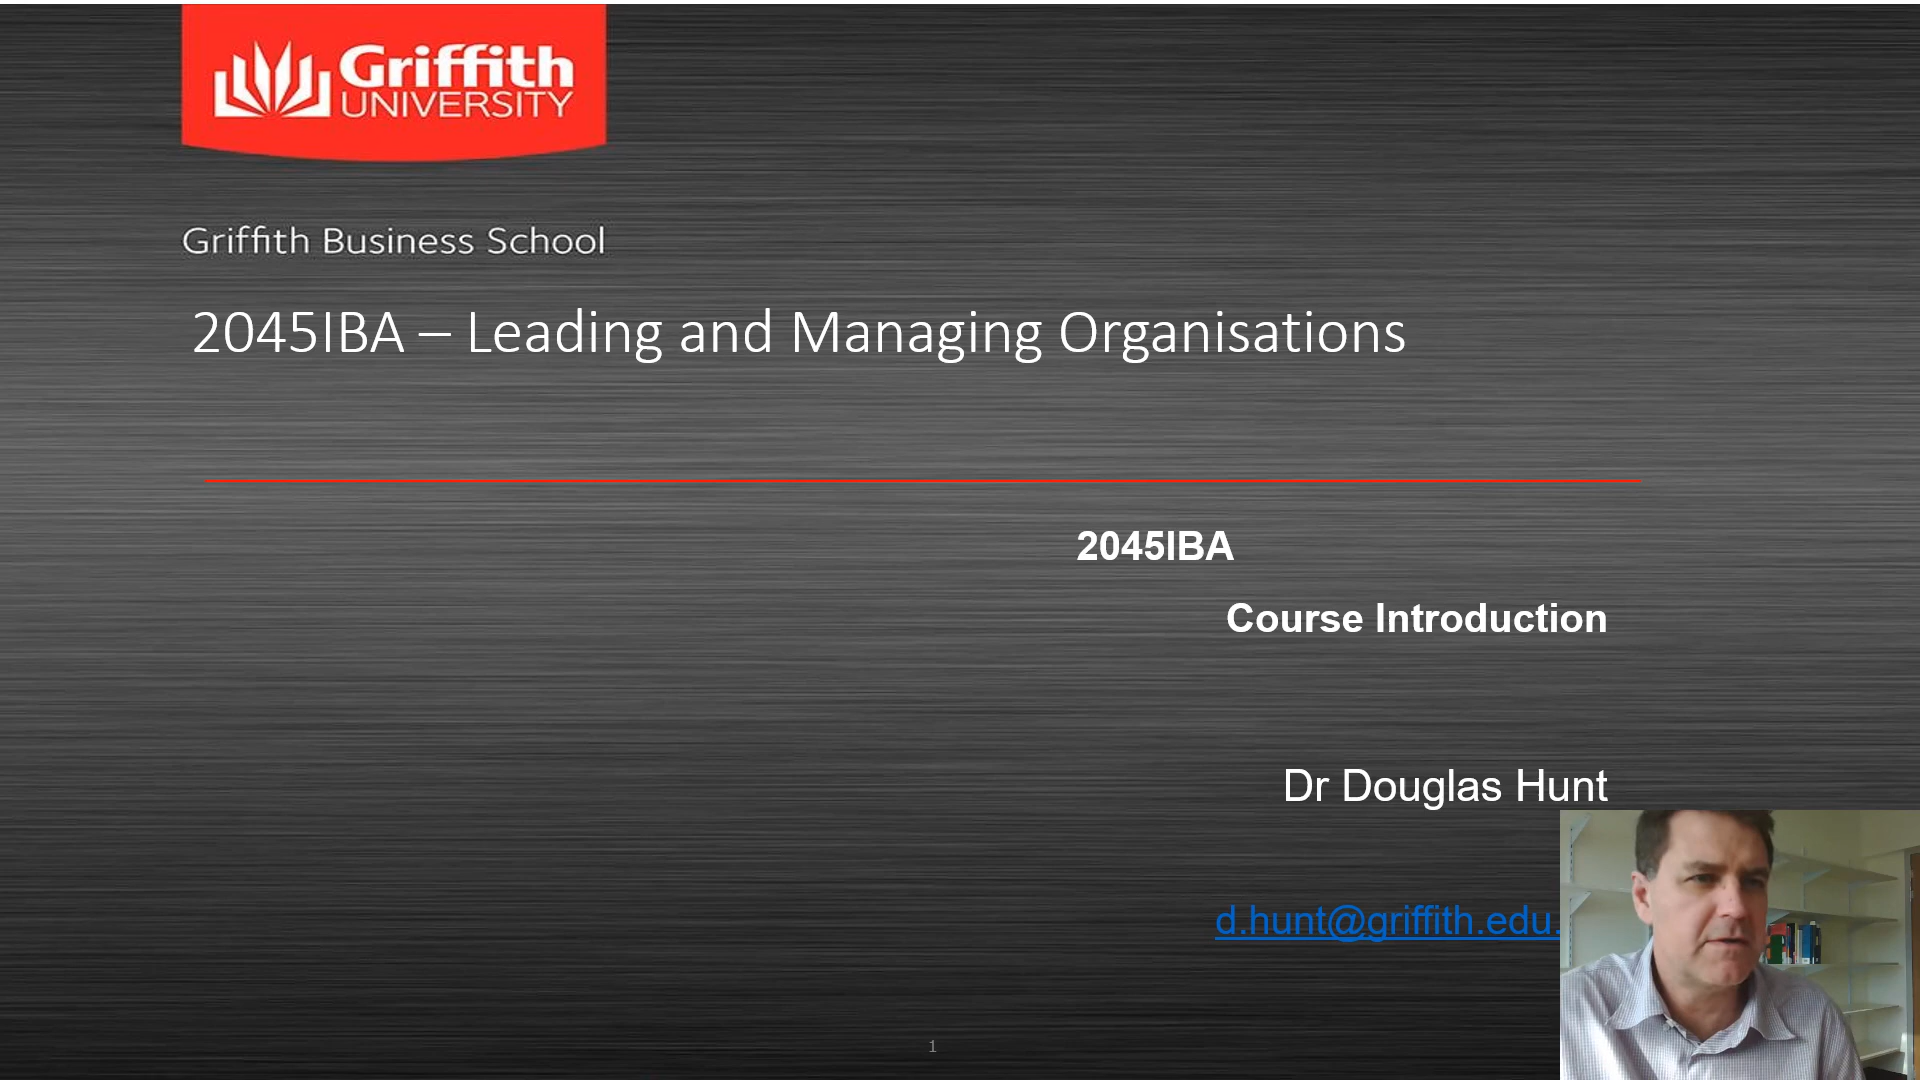 Griffith
UNIVERSITY
Griffith Business School
2045IBA – Leading and Managing Organisations
2045IBA
Course Introduction
Dr Douglas Hunt
d.hunt@griffith.edu.
1